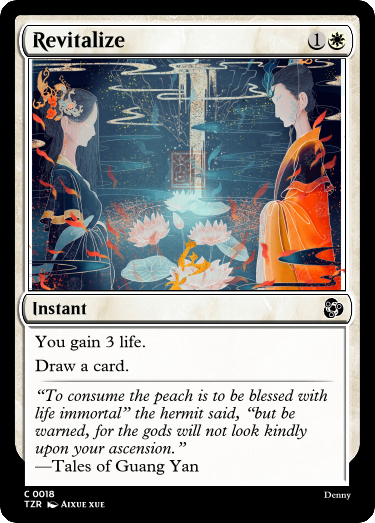 Revitalize 1
Instant
You gain 3 life.
Draw a card.
“To consume the peach is to be blessed with
life immortal” the hermit said, “but be
warned, for the gods will not look kindly
upon your ascension.”
—Tales of Guang Yan
C 0018
TZR AIXUE XUE
Denny